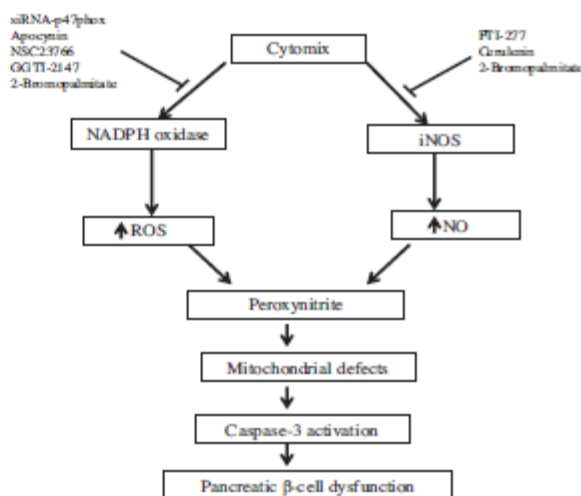 siRNA-p47phox
Apocynin
NSC23766
GGTI-2147
2-Bromopalmitate
Cytomix
FTI-277
Cerulenin
2-Bromopalmitate
NADPH oxidase
iNOS
ROS
NO
Peroxynitrite
Mitochondrial defects
Caspase-3 activation
Pancreatic β-cell dysfunction